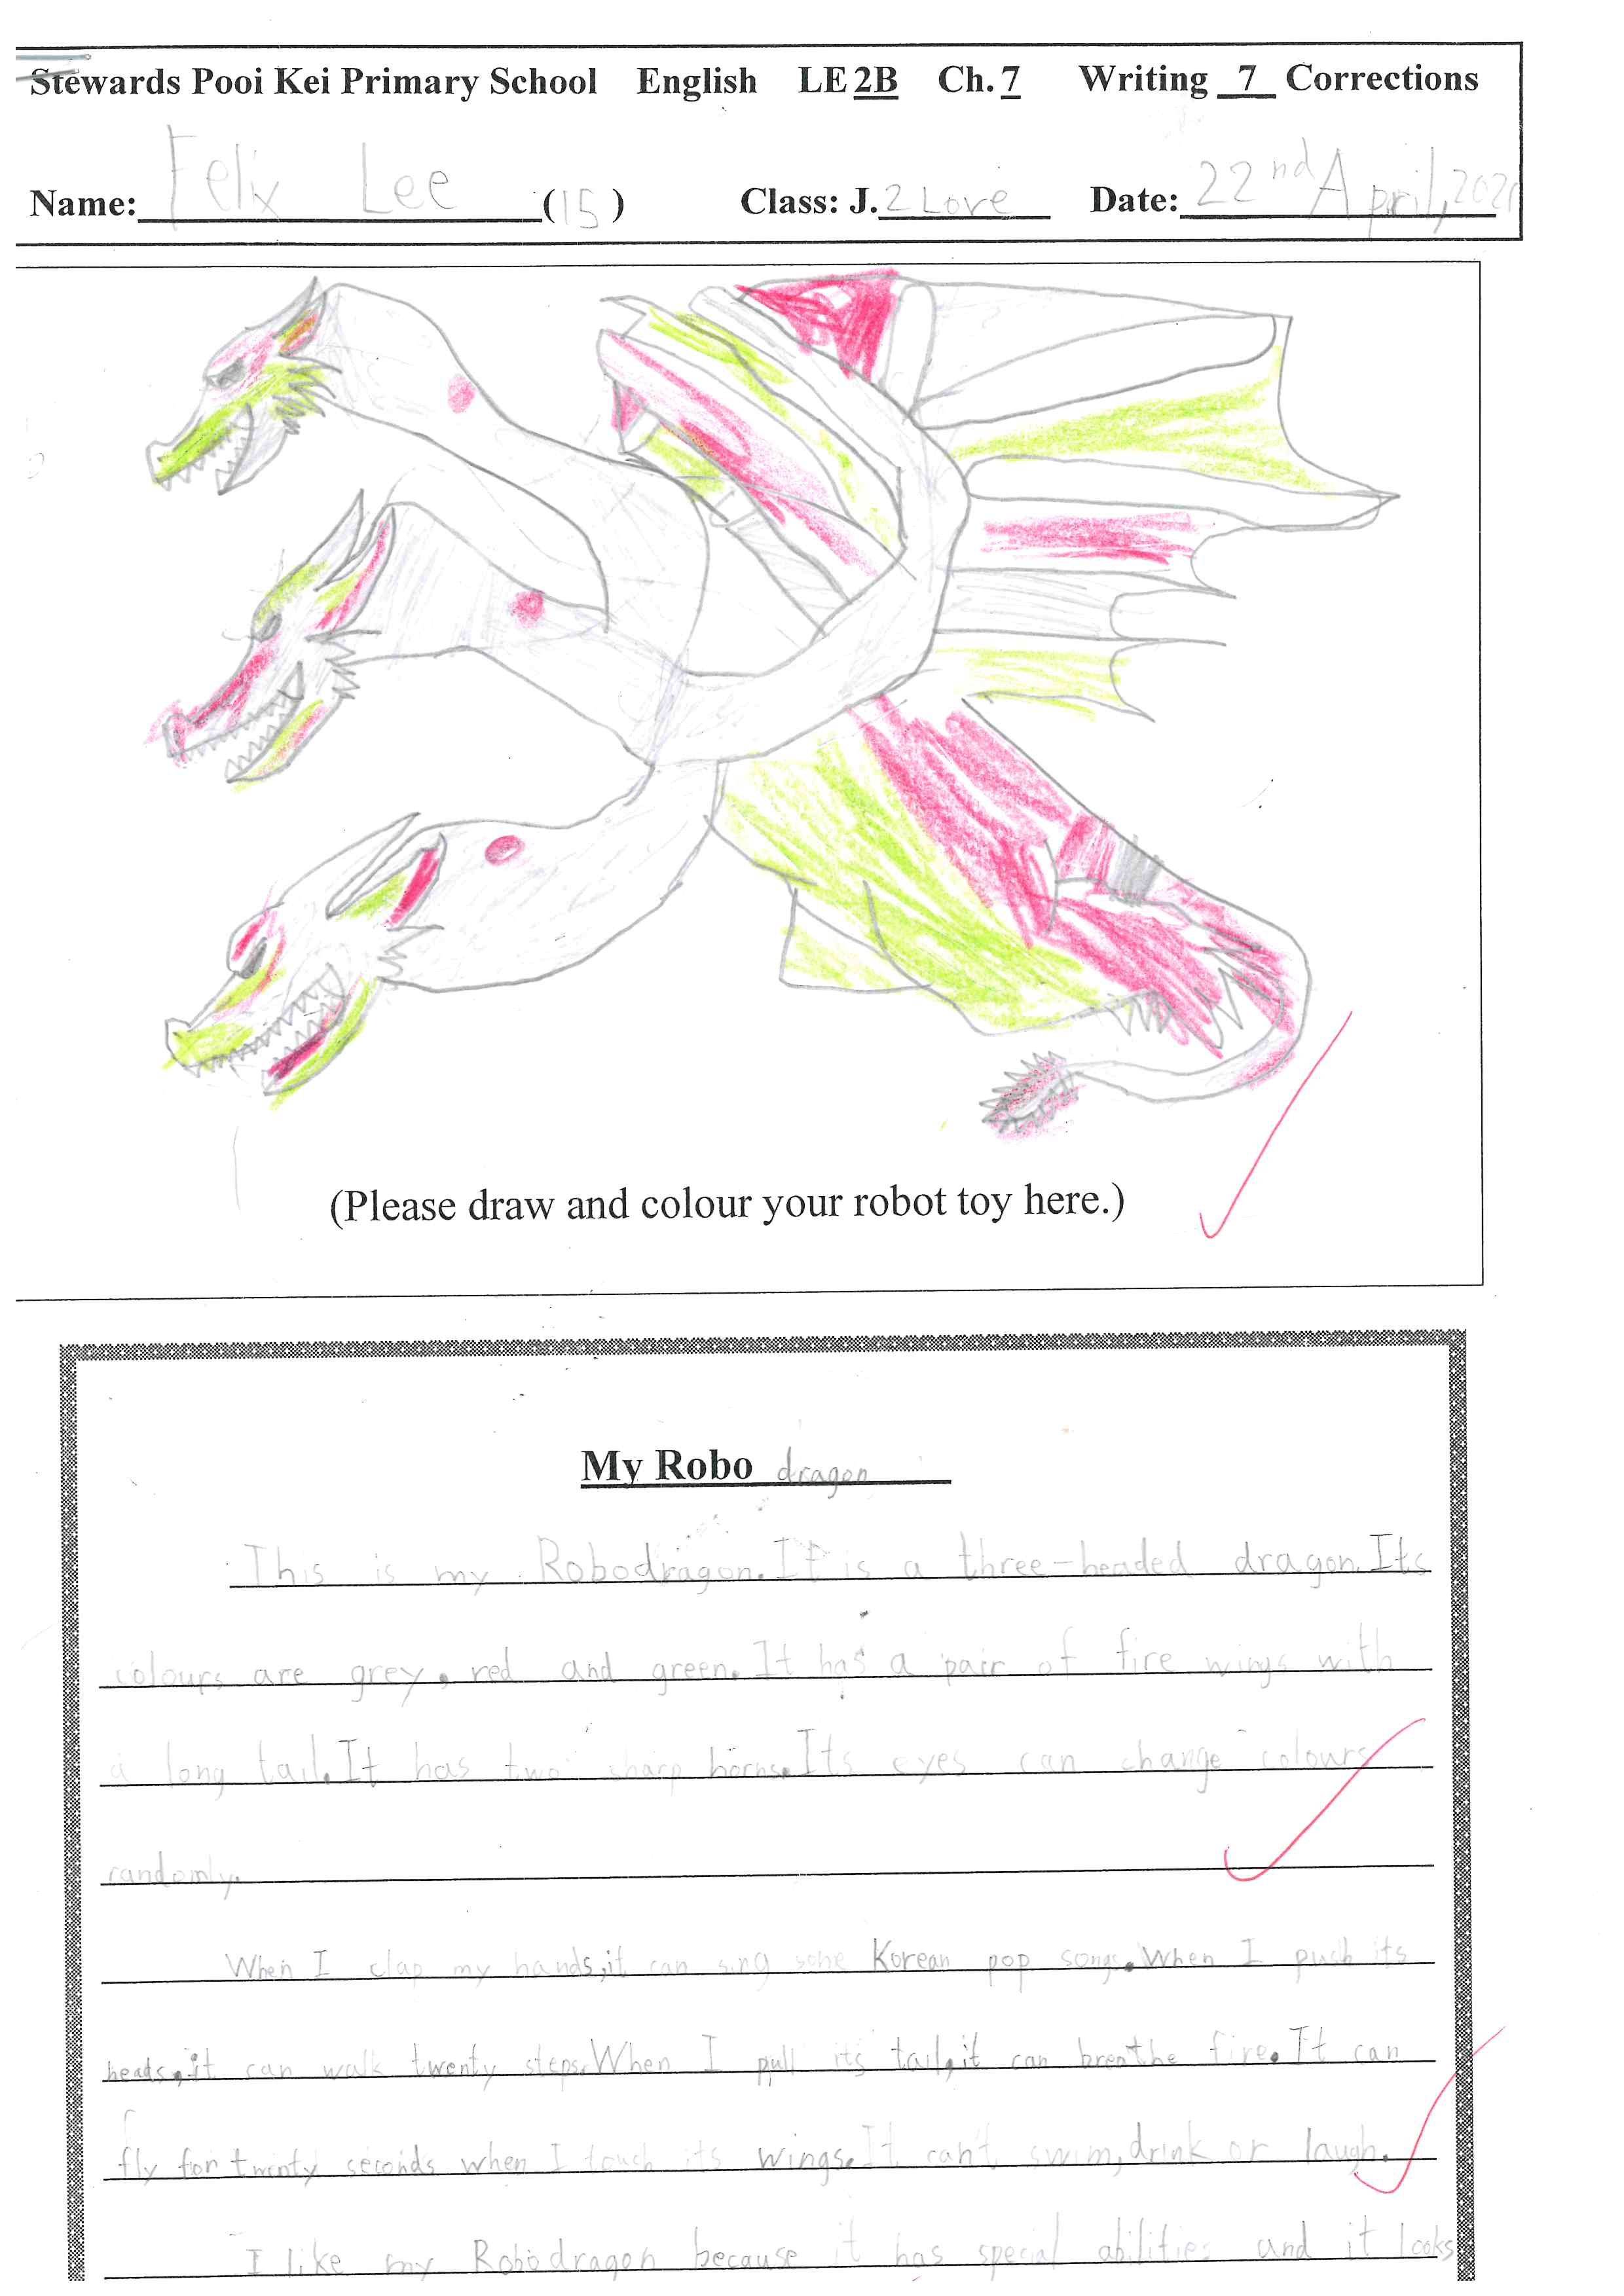 Stewards Pooi Kei Primary School English LE 2B Ch. 7 Writing 7 Corrections
Name: Felix Lee (15) Class: J. 2 Love Date: 22nd April, 2021
(Please draw and colour your robot toy here.)
My Robo dragon
This is my Robodragon. It is a three-headed dragon. Its
colours are grey, red and green. It has a pair of fire wings with
a long tail. It has two sharp horns. Its eyes can change colours
randomly.
When I clap my hands, it can sing some Korean pop songs. When I push its
heads, it can walk twenty steps. When I pull its tail, it can breathe fire. It can
fly for twenty seconds when I touch its wings. It can't swim, drink or laugh.
I like my Robodragon because it has special abilities and it looks